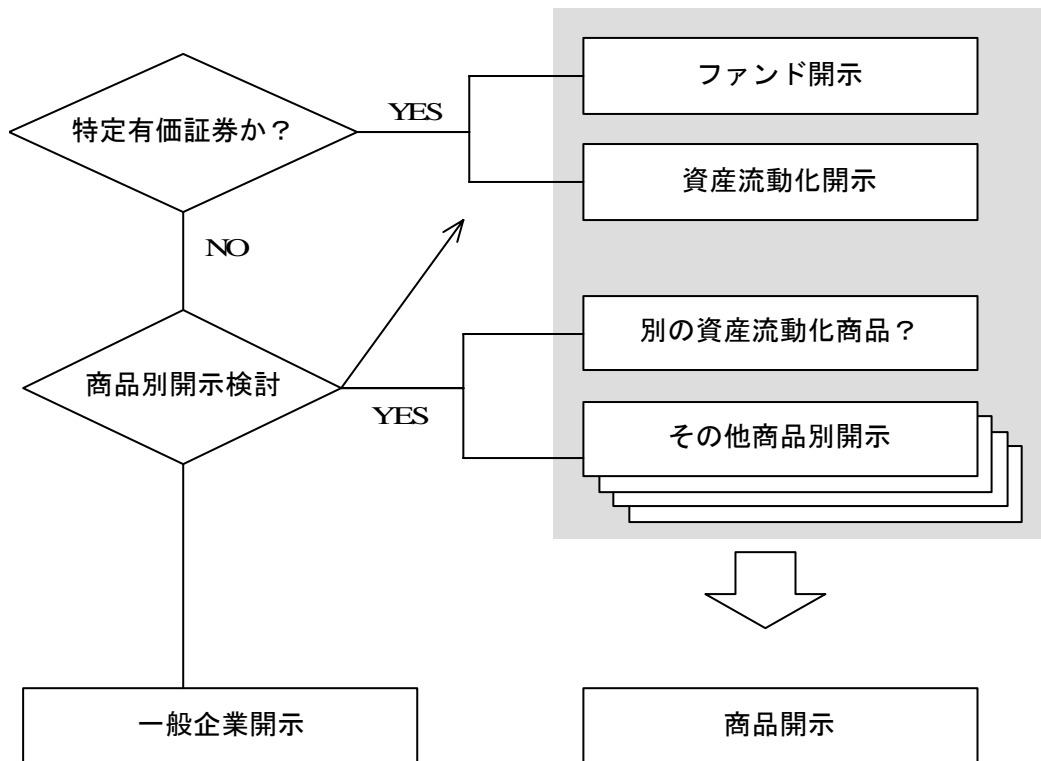 ファンド開示
YES
特定有価証券か？
資産流動化開示
NO
別の資産流動化商品？
商品別開示検討
YES
その他商品別開示
一般企業開示
商品開示